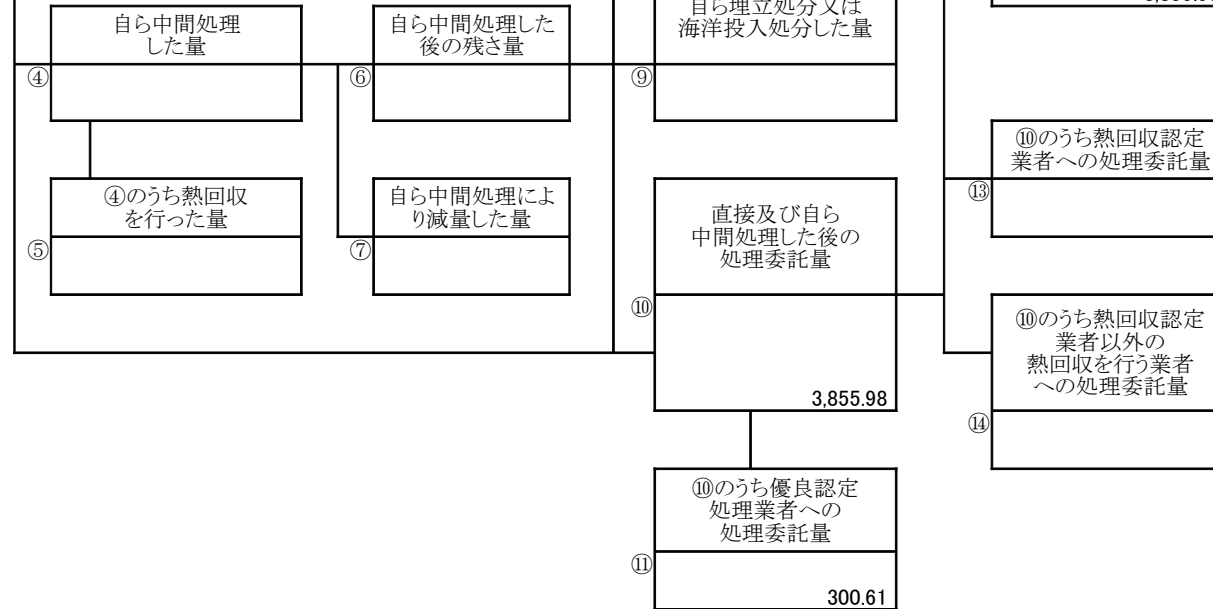 自ら中間処理
した量
④
自ら中間処理した
後の残さ量
⑥
自ら埋立処分又は
海洋投入処分した量
⑨
⑩のうち熱回収認定
業者への処理委託量
⑬
④のうち熱回収
を行った量
⑤
自ら中間処理によ
り減量した量
⑦
直接及び自ら
中間処理した後の
処理委託量
⑩
3,855.98
⑩のうち熱回収認定
業者以外の
熱回収を行う業者
への処理委託量
⑭
⑩のうち優良認定
処理業者への
処理委託量
⑪
300.61